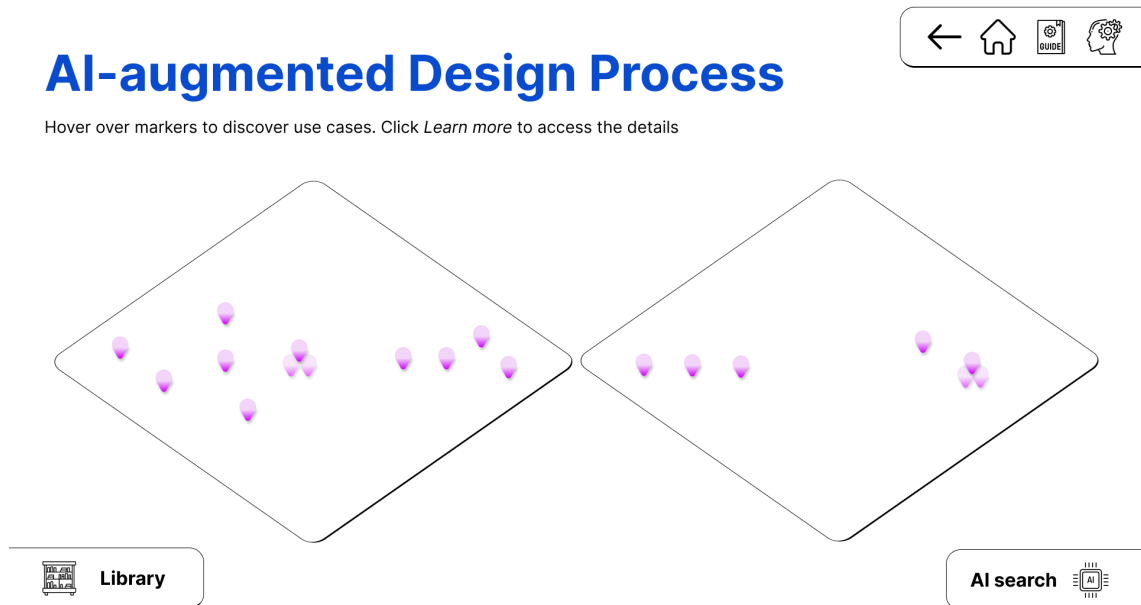 AI-augmented Design Process
Hover over markers to discover use cases. Click Learn more to access the details
GUIDE
Library
AI search
AI